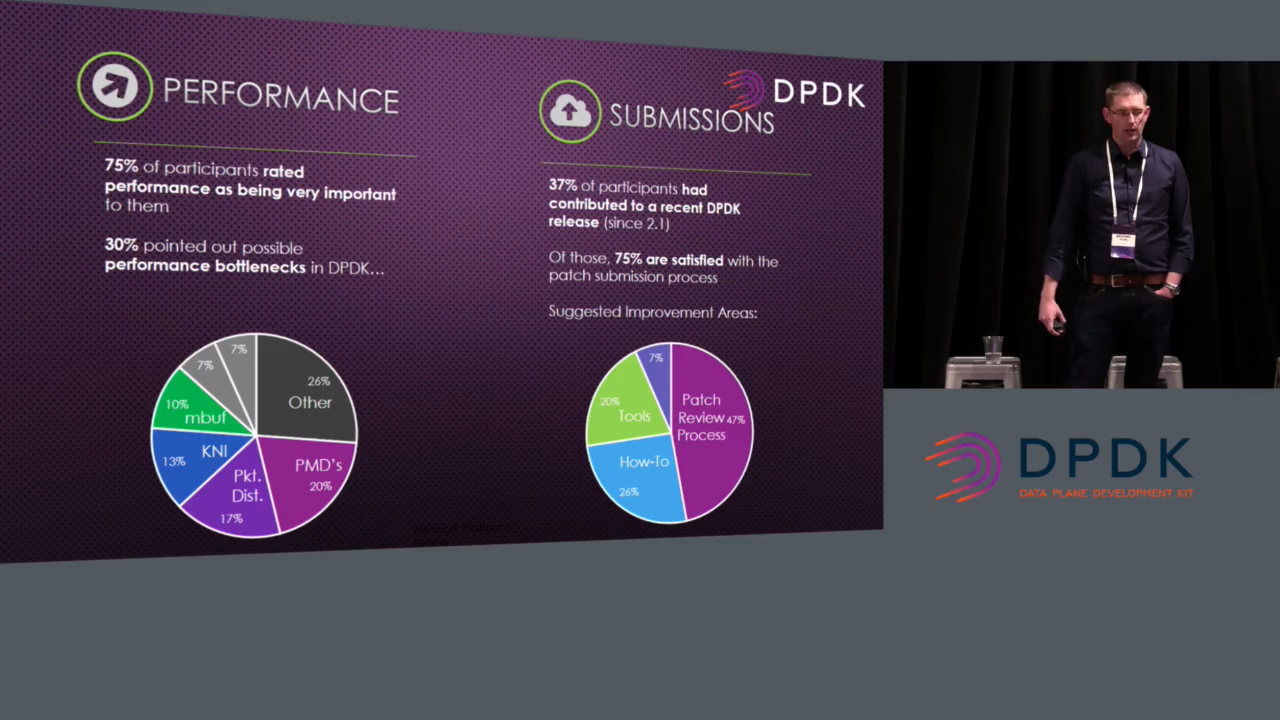 PERFORMANCE
75% of participants rated
performance as being very important
to them
30% pointed out possible
performance bottlenecks in DPDK...
7%
7%
26%
Other
10%
mbuf
KNI
13%
PMD's
20%
Pkt.
Dist.
17%
DPDK
SUBMISSIONS
37% of participants had
contributed to a recent DPDK
release (since 2.1)
Of those, 75% are satisfied with the
patch submission process
Suggested Improvement Areas:
7%
20%
Tools
Patch
Review 47%
Process
How-To
26%
DPDK
DATA PLANE DEVELOPMENT KIT